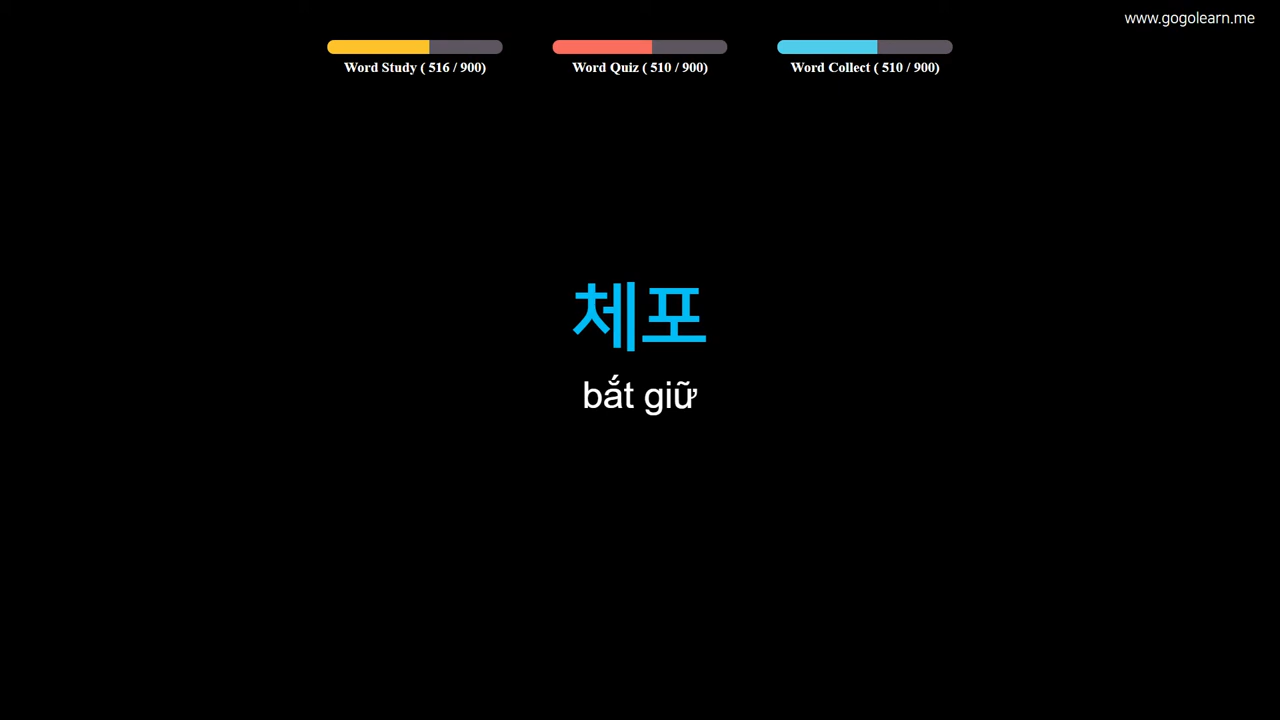 www.gogolearn.me
Word Study ( 516 / 900)
Word Quiz ( 510 / 900)
Word Collect ( 510 / 900)
체포
bắt giữ